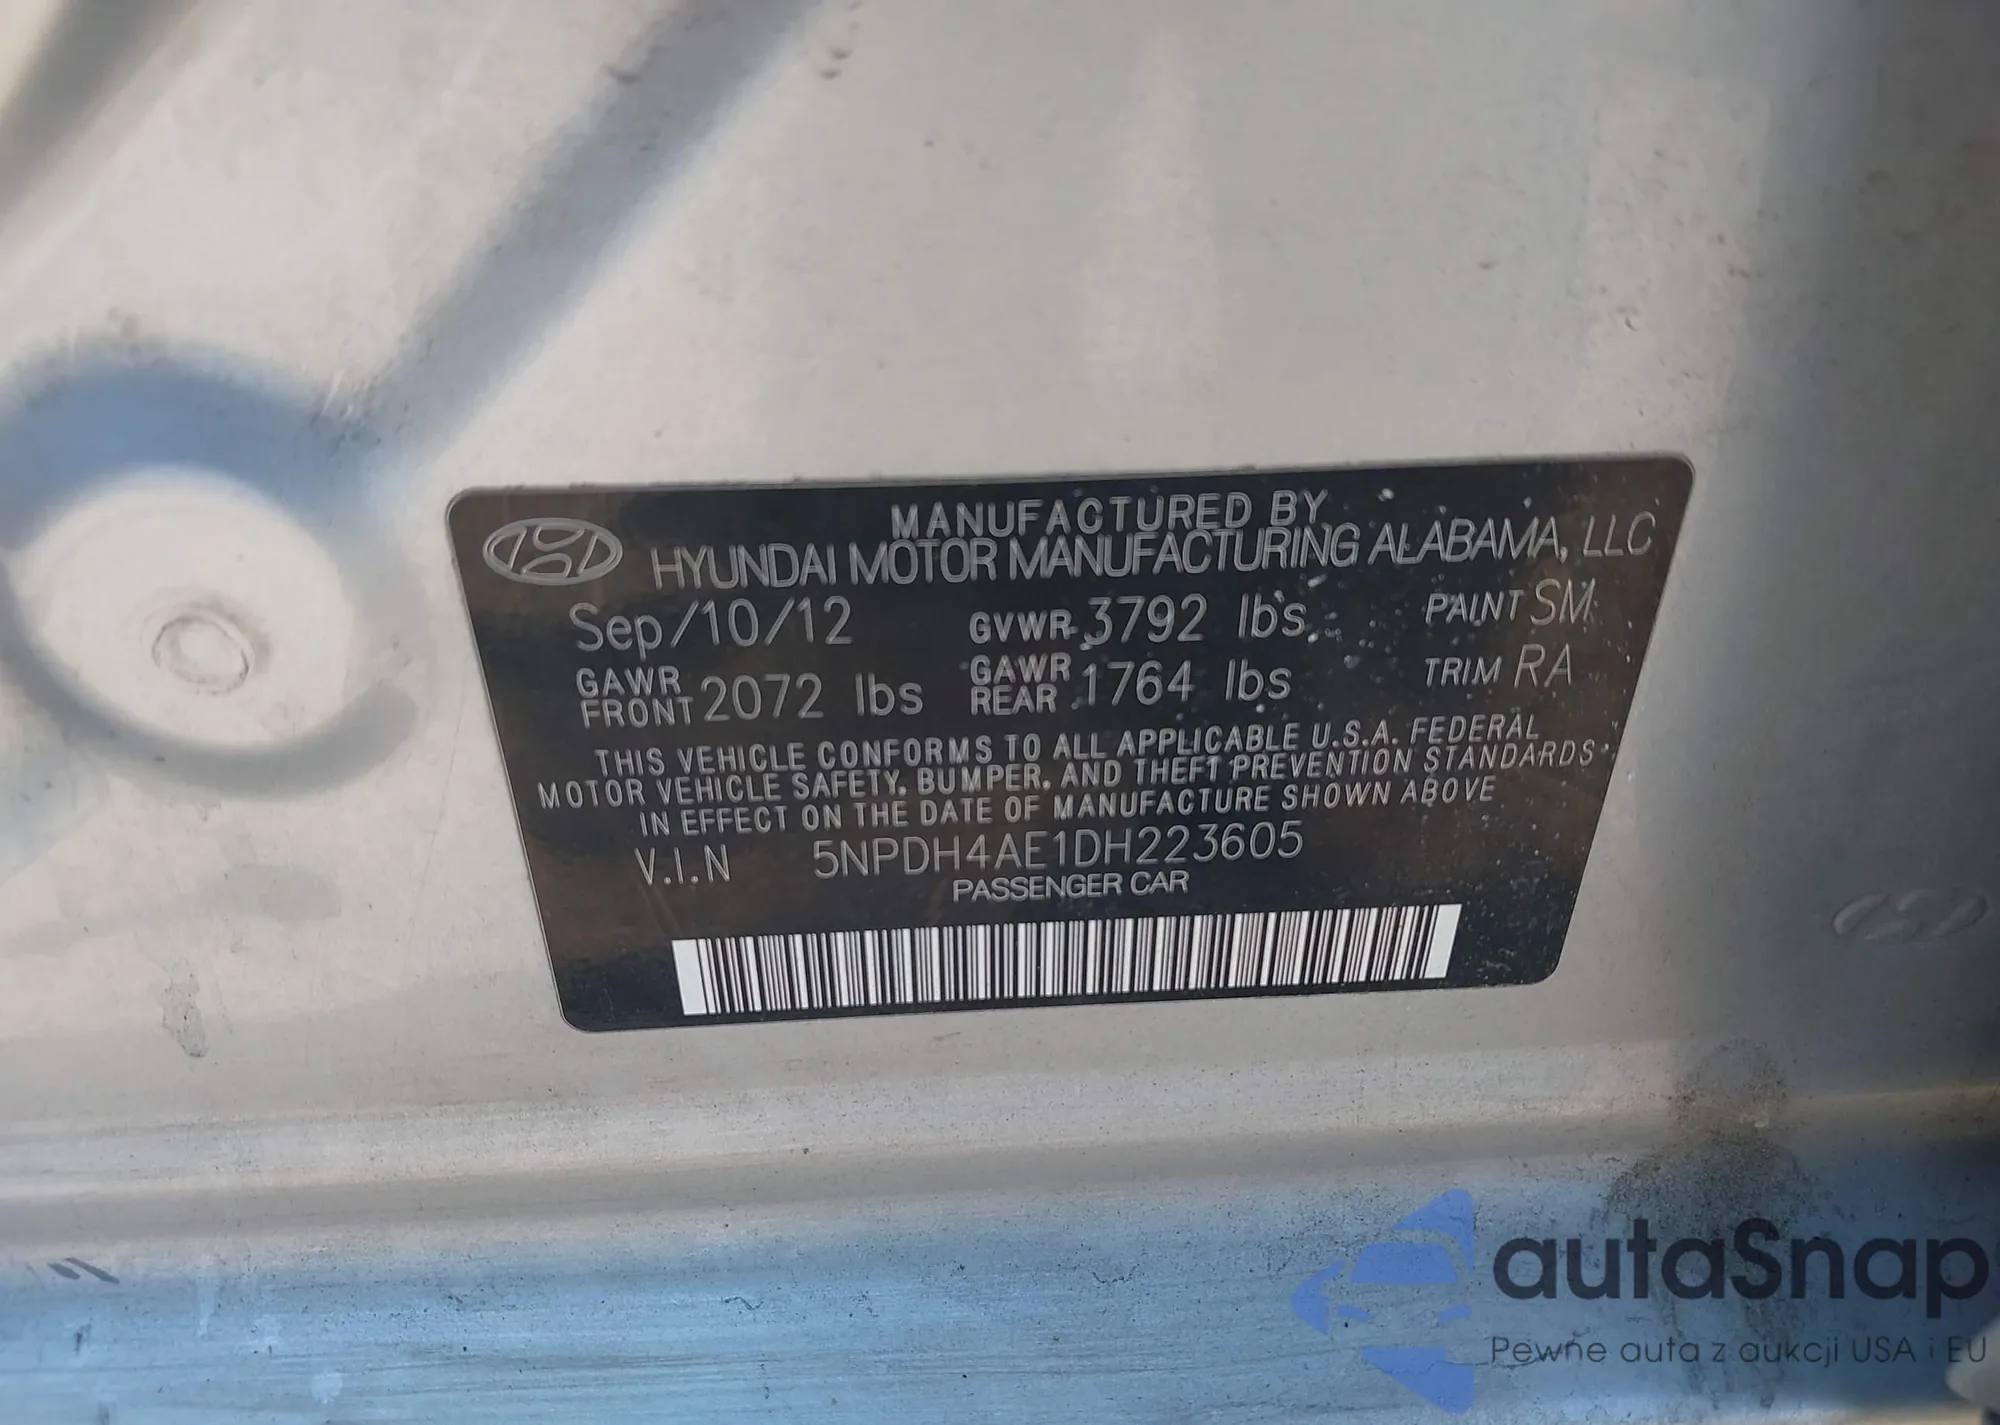 MANUFACTURED BY
HYUNDAI MOTOR MANUFACTURING ALABAMA, LLC
Sep/10/12 GVWR 3792 lbs PAINT SM
GAWR FRONT 2072 lbs GAWR REAR 1764 lbs TRIM RA
THIS VEHICLE CONFORMS TO ALL APPLICABLE U.S.A. FEDERAL
MOTOR VEHICLE SAFETY, BUMPER, AND THEFT PREVENTION STANDARDS
IN EFFECT ON THE DATE OF MANUFACTURE SHOWN ABOVE
V.I.N 5NPDH4AE1DH223605
PASSENGER CAR
autaSnap
Pewne auta z aukcji USA i EU